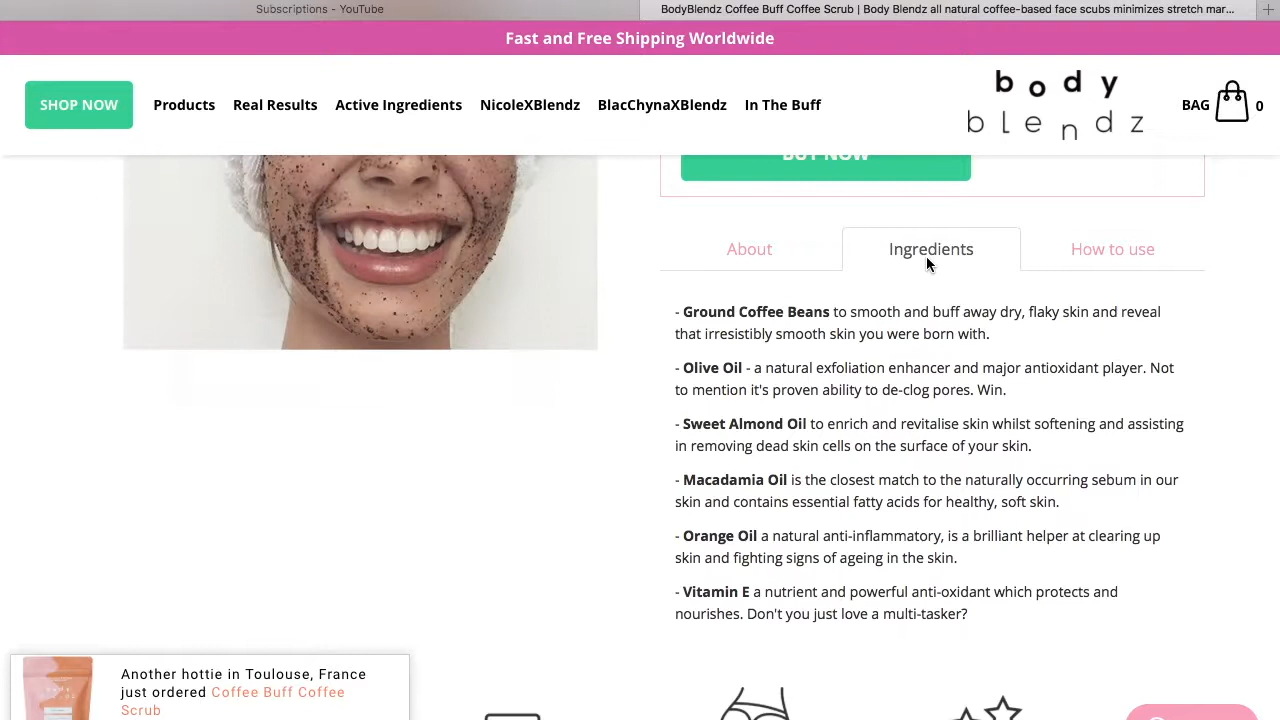 Subscriptions - YouTube
BodyBlendz Coffee Buff Coffee Scrub | Body Blendz all natural coffee-based face scubs minimizes stretch mar...
Fast and Free Shipping Worldwide
SHOP NOW Products Real Results Active Ingredients NicoleXBlendz BlacChynaXBlendz In The Buff
body
blendz
BAG 0
BUY NOW
About Ingredients How to use
- Ground Coffee Beans to smooth and buff away dry, flaky skin and reveal
that irresistibly smooth skin you were born with.
- Olive Oil - a natural exfoliation enhancer and major antioxidant player. Not
to mention it's proven ability to de-clog pores. Win.
- Sweet Almond Oil to enrich and revitalise skin whilst softening and assisting
in removing dead skin cells on the surface of your skin.
- Macadamia Oil is the closest match to the naturally occurring sebum in our
skin and contains essential fatty acids for healthy, soft skin.
- Orange Oil a natural anti-inflammatory, is a brilliant helper at clearing up
skin and fighting signs of ageing in the skin.
- Vitamin E a nutrient and powerful anti-oxidant which protects and
nourishes. Don't you just love a multi-tasker?
Another hottie in Toulouse, France
just ordered Coffee Buff Coffee
Scrub